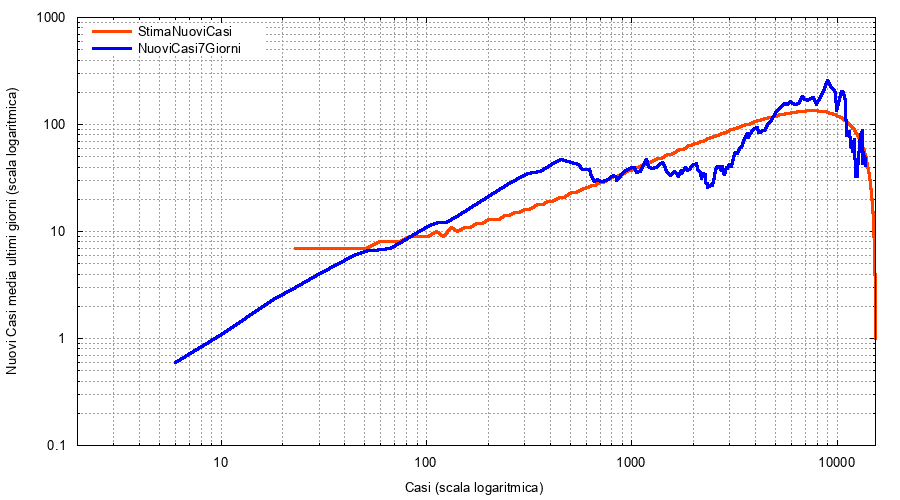 StimaNuoviCasi
NuoviCasi7Giorni
1000
100
10
1
0.1
Nuovi Casi media ultimi giorni (scala logaritmica)
10 100 1000 10000
Casi (scala logaritmica)